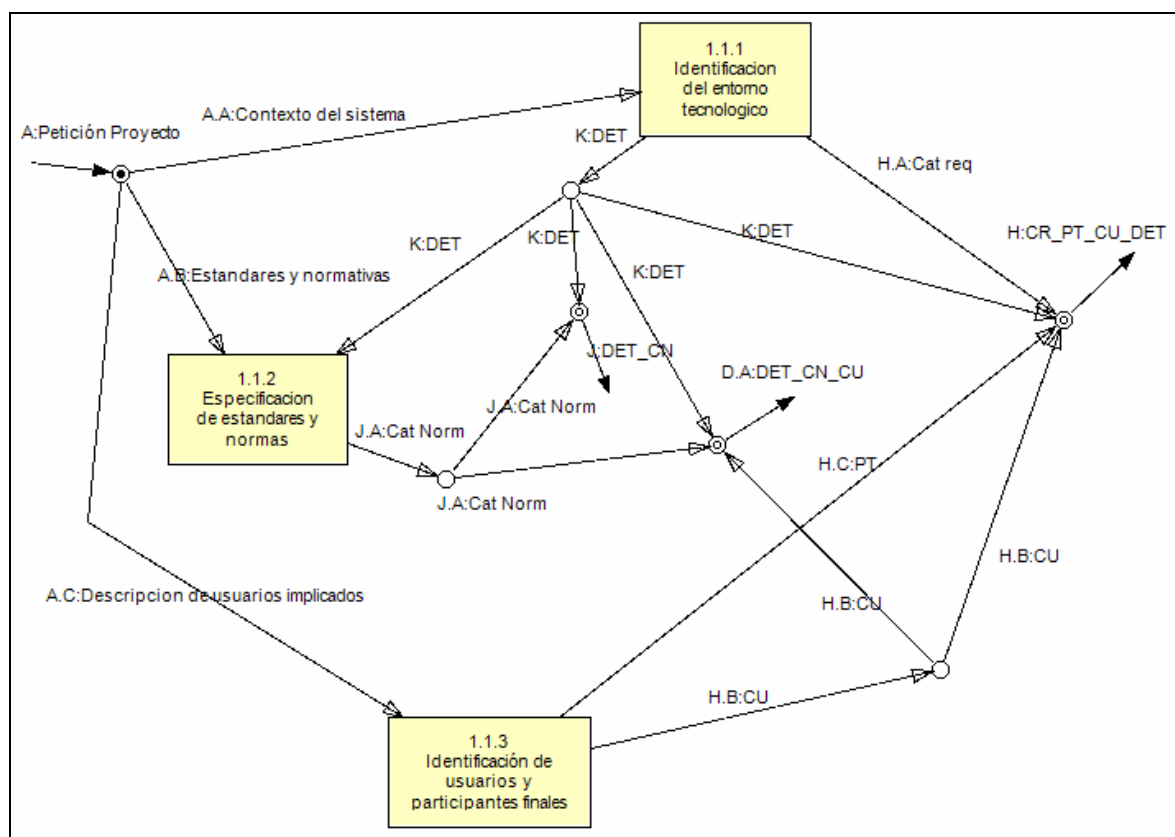 1.1.1
Identificacion
del entorno
tecnologico
A.A:Contexto del sistema
A:Petición Proyecto
K:DET
H.A:Cat req
K:DET
K:DET
K:DET
K:DET
H:CR_PT_CU_DET
A.B:Estandares y normativas
J:DET_CN
D.A:DET_CN_CU
1.1.2
Especificacion
de estandares y
normas
J.A:Cat Norm
J.A:Cat Norm
J.A:Cat Norm
H.C:PT
H.B:CU
A.C:Descripcion de usuarios implicados
H.B:CU
H.B:CU
1.1.3
Identificación de
usuarios y
participantes finales